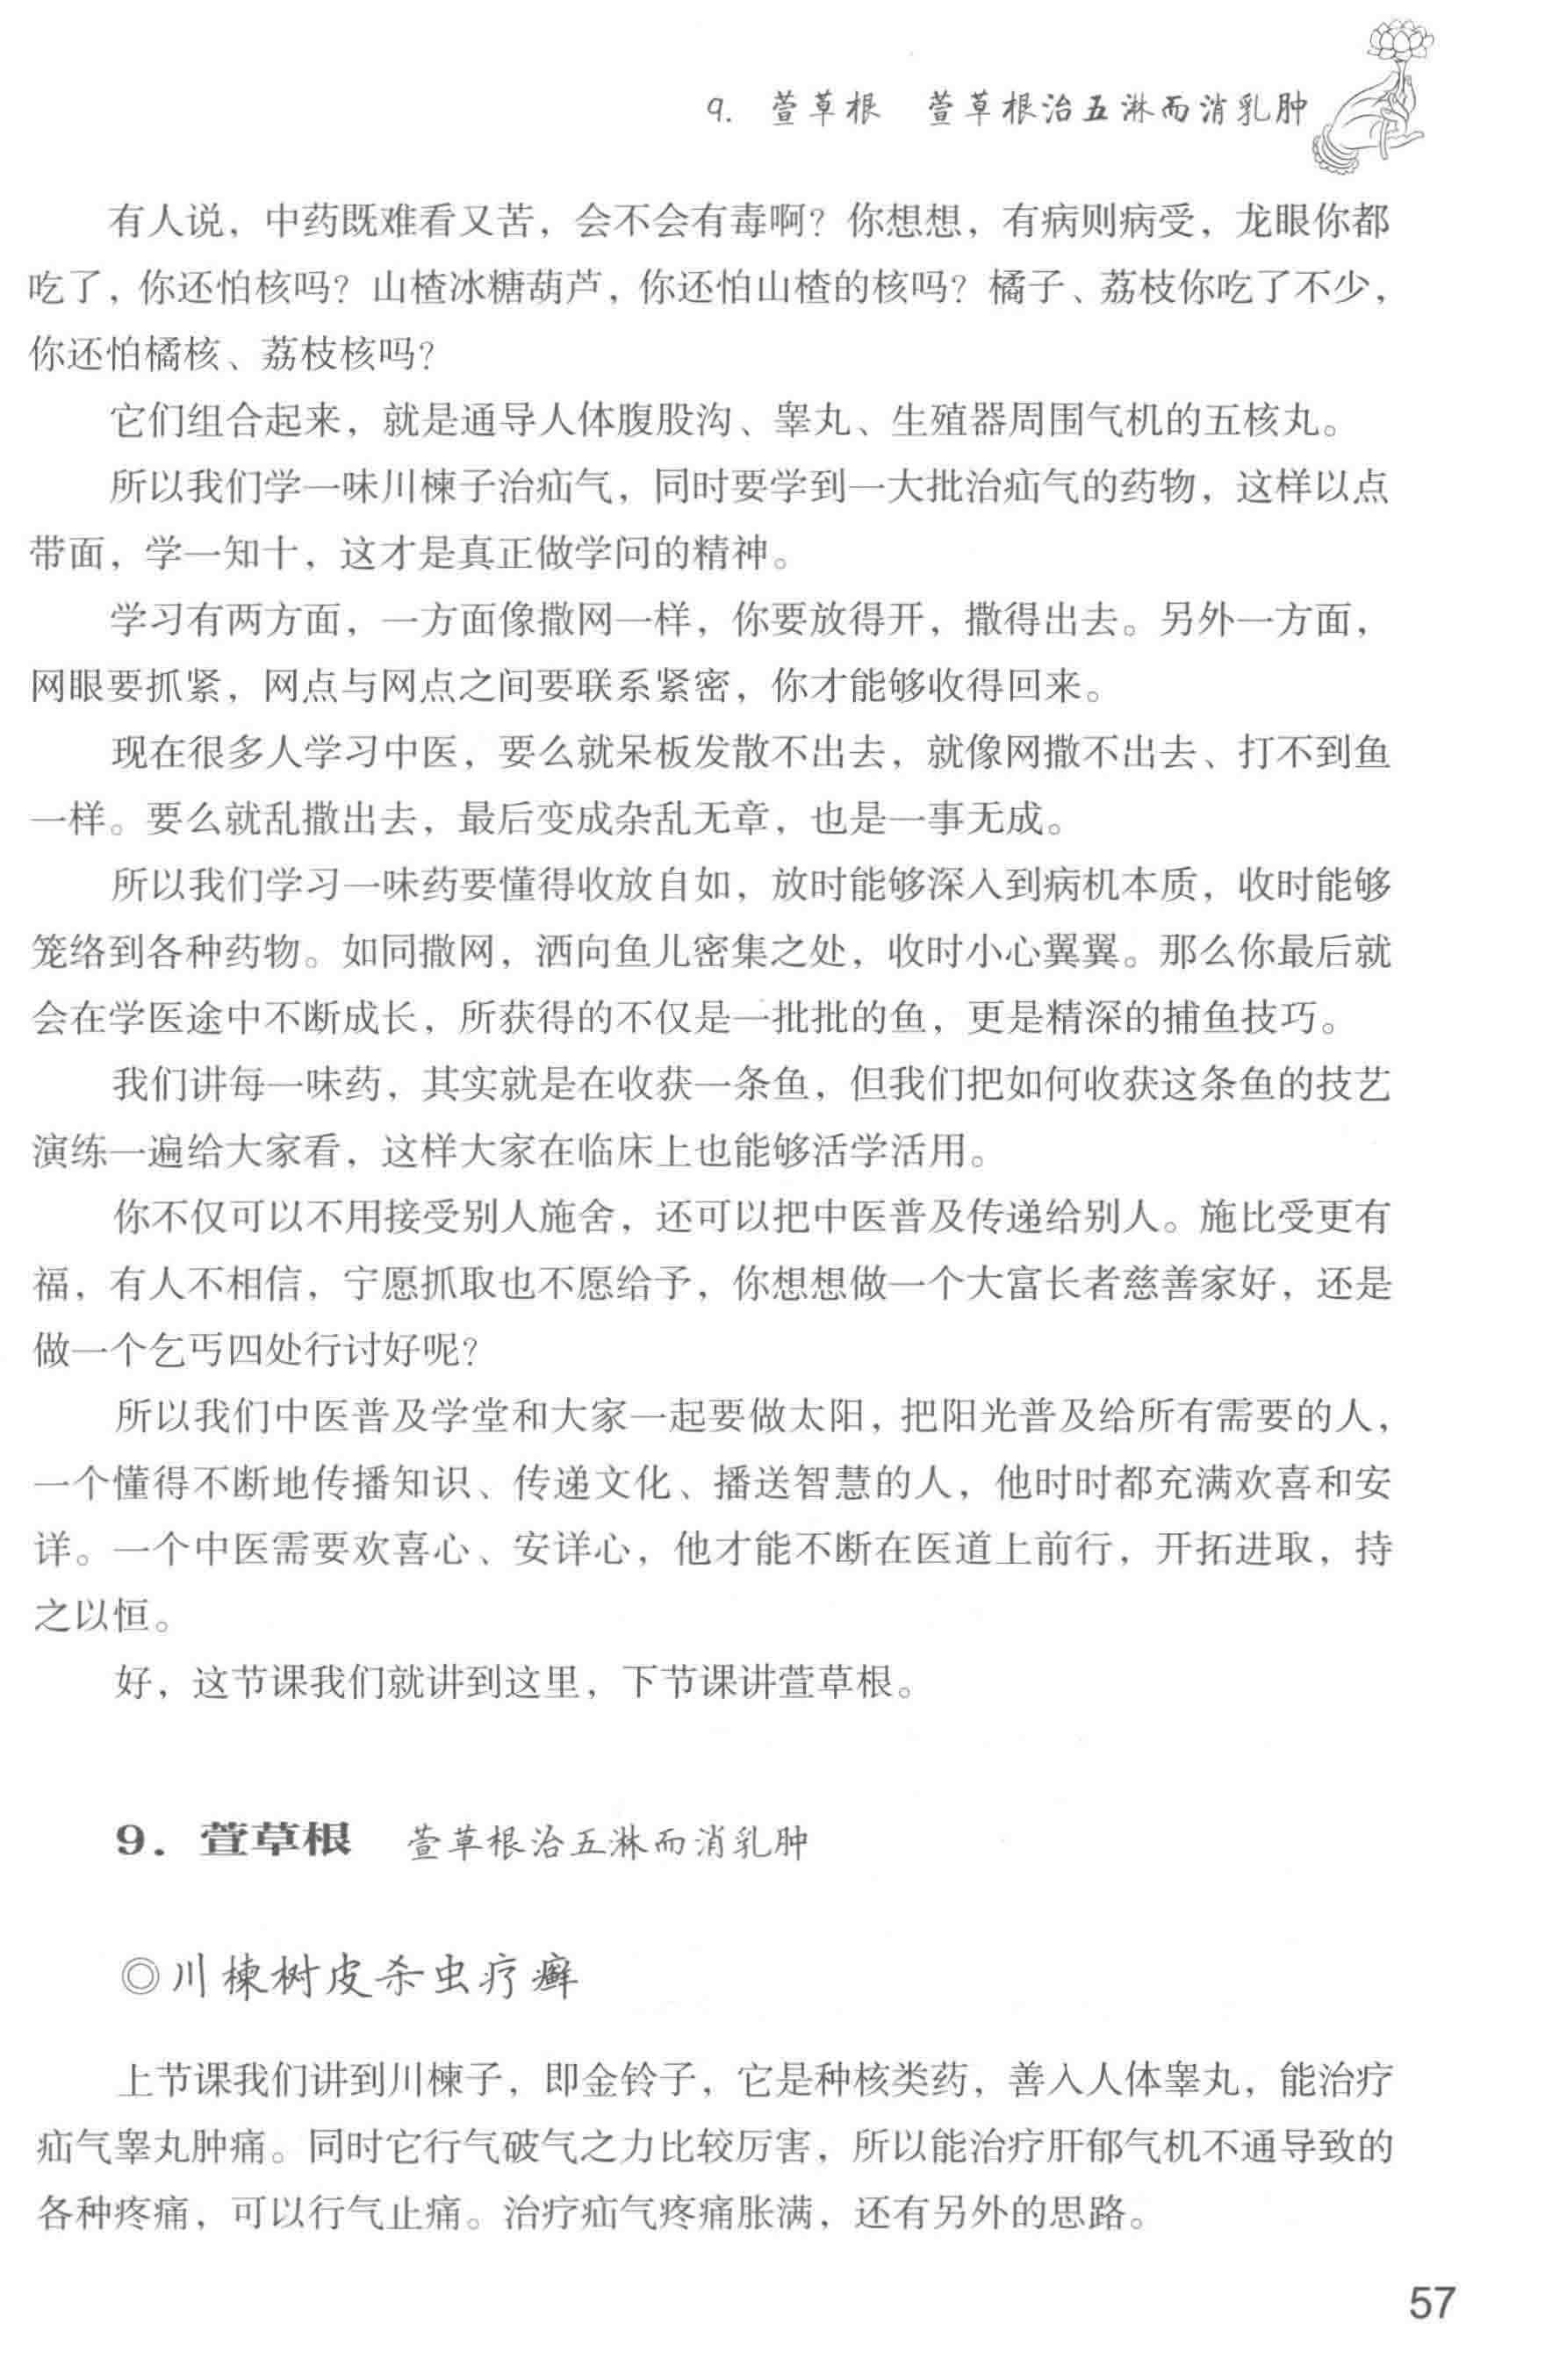 9. 萱草根　萱草根治五淋而消乳肿
有人说，中药既难看又苦，会不会有毒啊？你想想，有病则病受，龙眼你都
吃了，你还怕核吗？山楂冰糖葫芦，你还怕山楂的核吗？橘子、荔枝你吃了不少，
你还怕橘核、荔枝核吗？
它们组合起来，就是通导人体腹股沟、睾丸、生殖器周围气机的五核丸。
所以我们学一味川楝子治疝气，同时要学到一大批治疝气的药物，这样以点
带面，学一知十，这才是真正做学问的精神。
学习有两方面，一方面像撒网一样，你要放得开，撒得出去。另外一方面，
网眼要抓紧，网点与网点之间要联系紧密，你才能够收得回来。
现在很多人学习中医，要么就呆板发散不出去，就像网撒不出去、打不到鱼
一样。要么就乱撒出去，最后变成杂乱无章，也是一事无成。
所以我们学习一味药要懂得收放自如，放时能够深入到病机本质，收时能够
笼络到各种药物。如同撒网，洒向鱼儿密集之处，收时小心翼翼。那么你最后就
会在学医途中不断成长，所获得的不仅是一批批的鱼，更是精深的捕鱼技巧。
我们讲每一味药，其实就是在收获一条鱼，但我们把如何收获这条鱼的技艺
演练一遍给大家看，这样大家在临床上也能够活学活用。
你不仅可以不用接受别人施舍，还可以把中医普及传递给别人。施比受更有
福，有人不相信，宁愿抓取也不愿给予，你想想做一个大富长者慈善家好，还是
做一个乞丐四处行讨好呢？
所以我们中医普及学堂和大家一起要做太阳，把阳光普及给所有需要的人，
一个懂得不断地传播知识、传递文化、播送智慧的人，他时时都充满欢喜和安
详。一个中医需要欢喜心、安详心，他才能不断在医道上前行，开拓进取，持
之以恒。
好，这节课我们就讲到这里，下节课讲萱草根。
9. 萱草根　萱草根治五淋而消乳肿
◎川楝树皮杀虫疗癣
上节课我们讲到川楝子，即金铃子，它是种核类药，善入人体睾丸，能治疗
疝气睾丸肿痛。同时它行气破气之力比较厉害，所以能治疗肝郁气机不通导致的
各种疼痛，可以行气止痛。治疗疝气疼痛胀满，还有另外的思路。
57